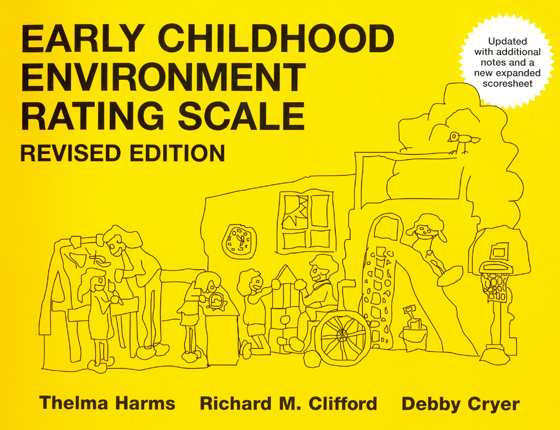 EARLY CHILDHOOD
ENVIRONMENT
RATING SCALE
REVISED EDITION
Updated
with additional
notes and a
new expanded
scoresheet
Thelma Harms Richard M. Clifford Debby Cryer